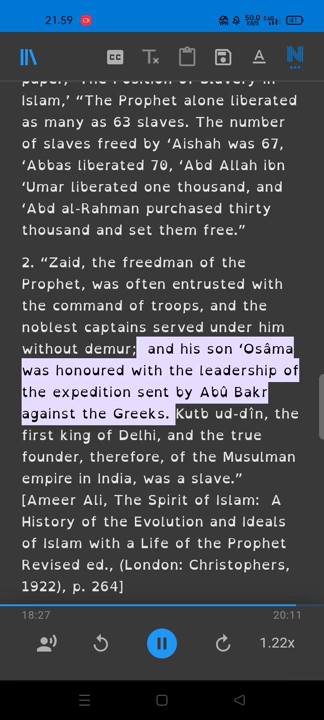 21.59
50.0 KB/S
41
CC
paper, 'The Position of Slavery in
Islam,' “The Prophet alone liberated
as many as 63 slaves. The number
of slaves freed by ‘Aishah was 67,
‘Abbas liberated 70, ‘Abd Allah ibn
‘Umar liberated one thousand, and
‘Abd al-Rahman purchased thirty
thousand and set them free.”
2. “Zaid, the freedman of the
Prophet, was often entrusted with
the command of troops, and the
noblest captains served under him
without demur; and his son ‘Osâma
was honoured with the leadership of
the expedition sent by Abû Bakr
against the Greeks. Kutb ud-dîn, the
first king of Delhi, and the true
founder, therefore, of the Musulman
empire in India, was a slave.”
[Ameer Ali, The Spirit of Islam: A
History of the Evolution and Ideals
of Islam with a Life of the Prophet
Revised ed., (London: Christophers,
1922), p. 264]
18:27 20:11
1.22x